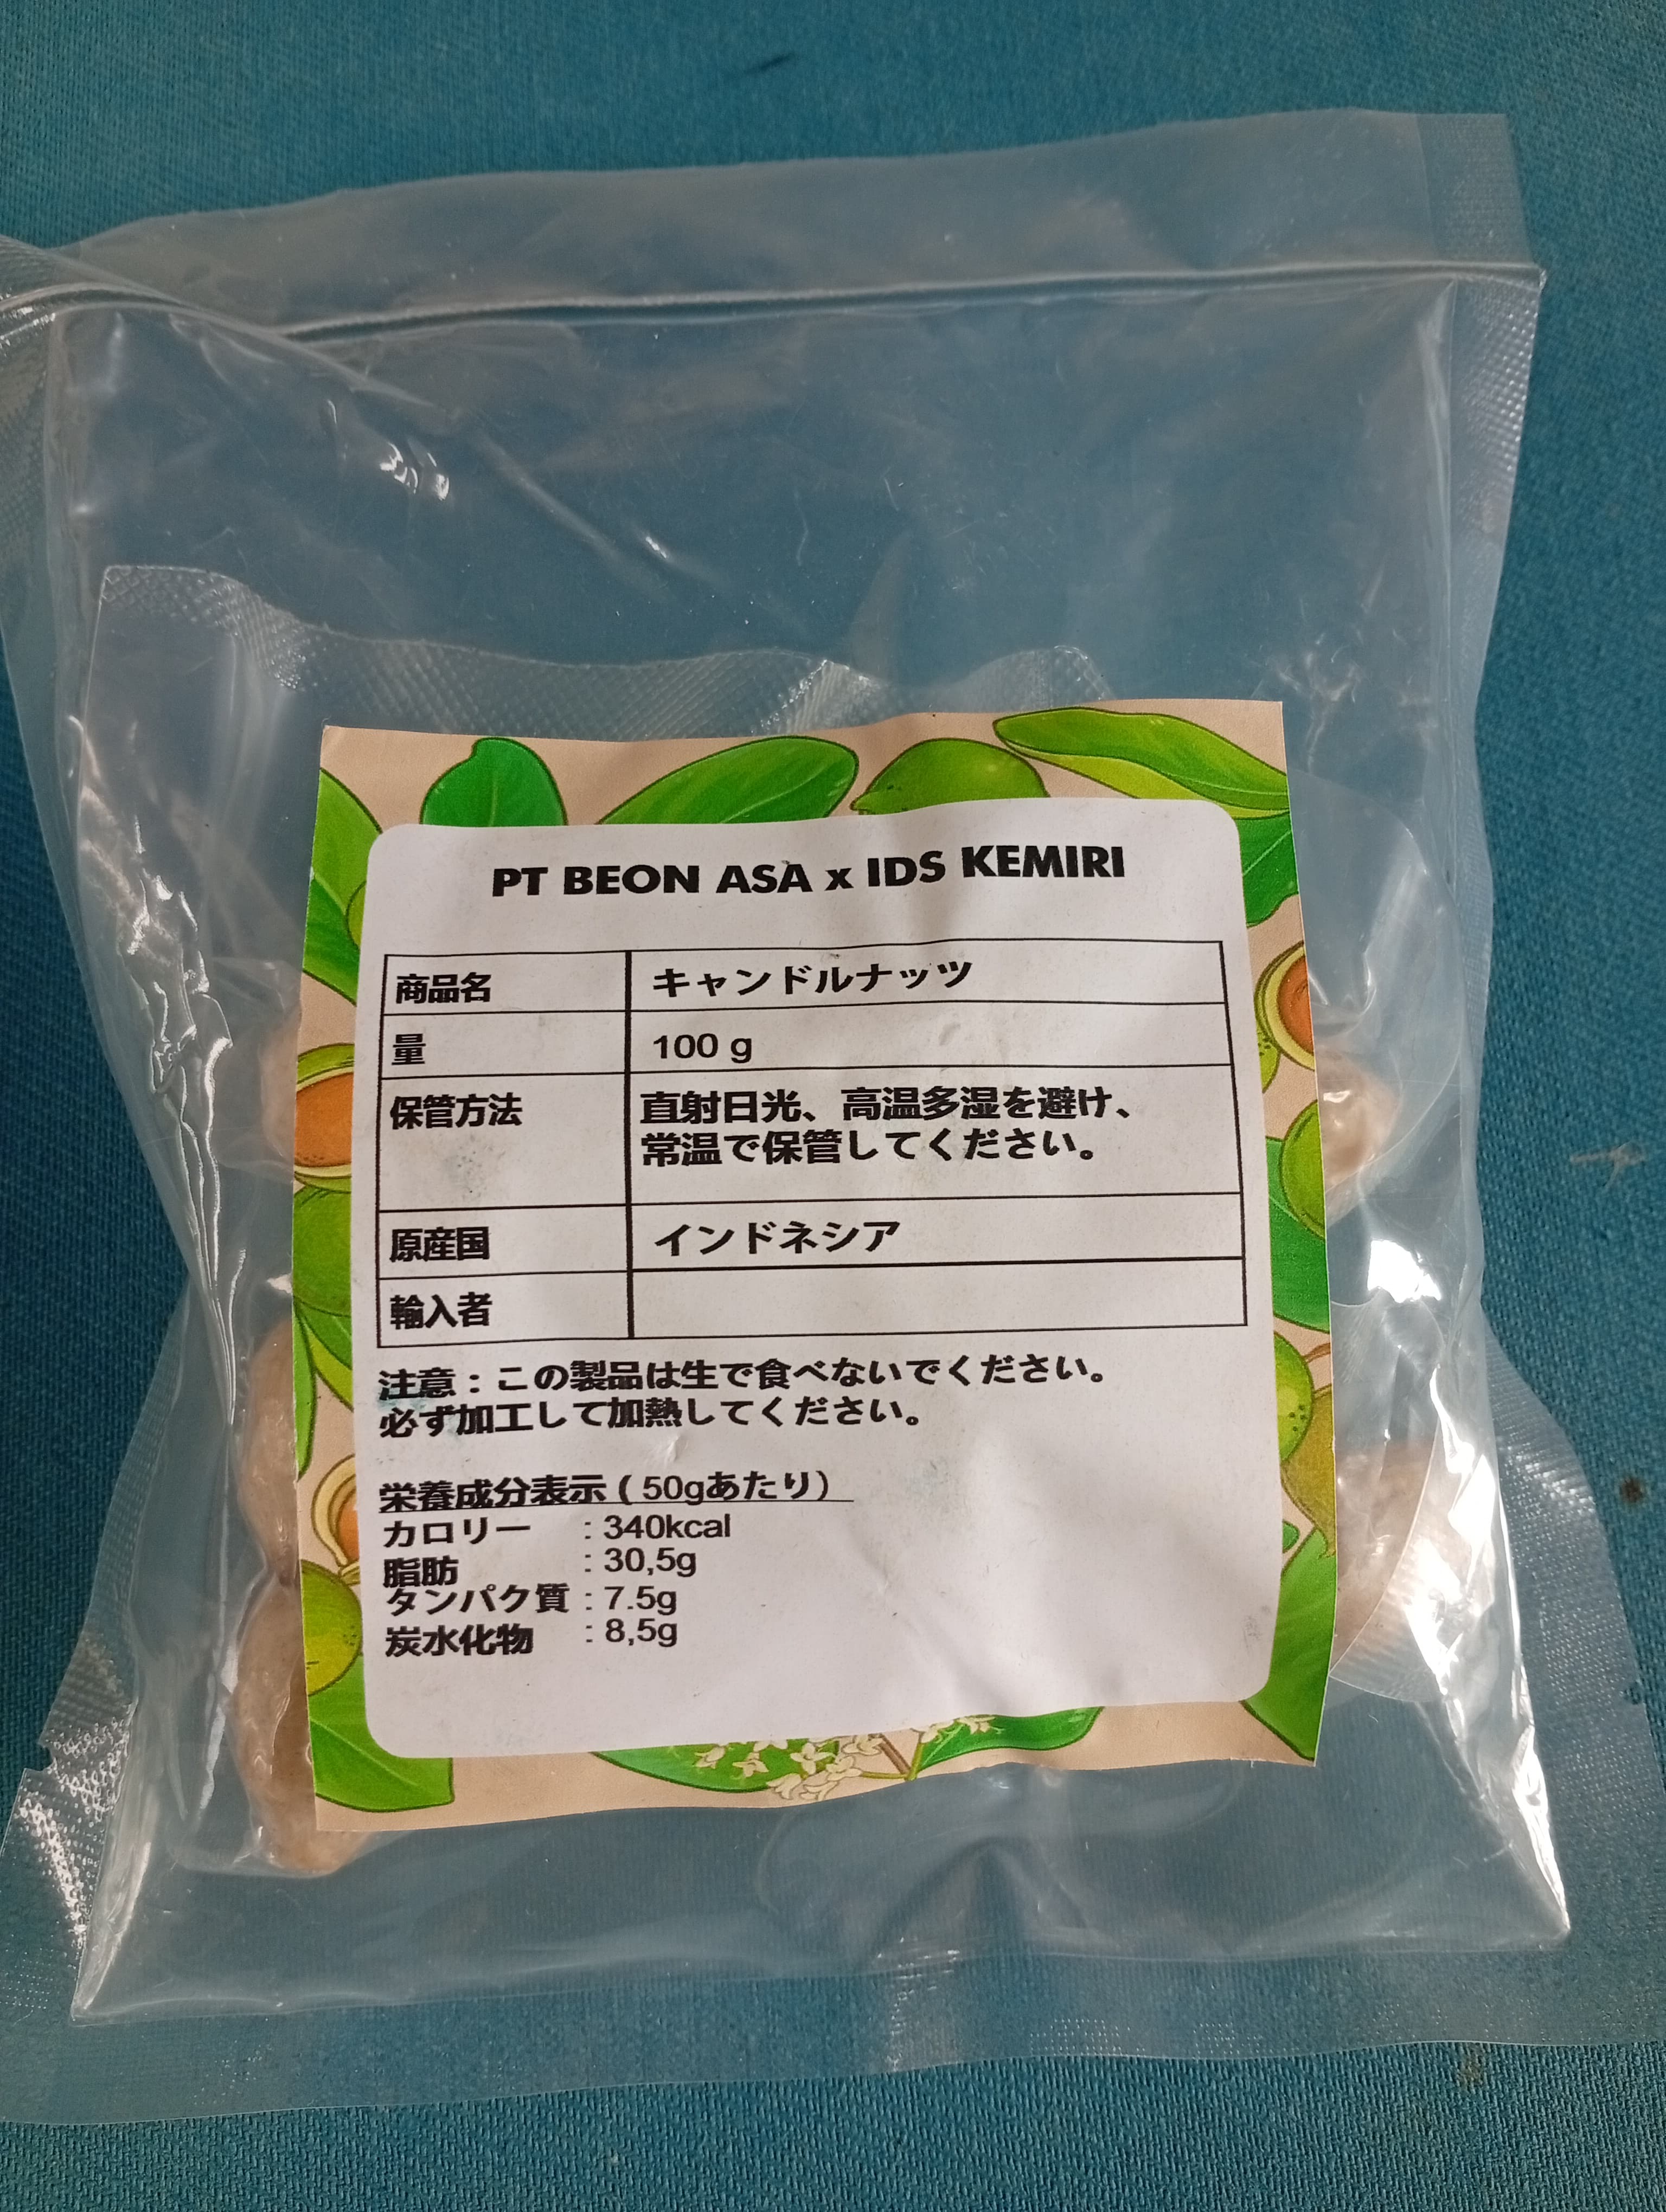 PT BEON ASA x IDS KEMIRI
商品名 キャンドルナッツ
量 100 g
保管方法 直射日光、高温多湿を避け、
常温で保管してください。
原産国 インドネシア
輸入者
注意：この製品は生で食べないでください。
必ず加工して加熱してください。
栄養成分表示 ( 50gあたり）
カロリー : 340kcal
脂肪 : 30,5g
タンパク質 : 7.5g
炭水化物 : 8,5g